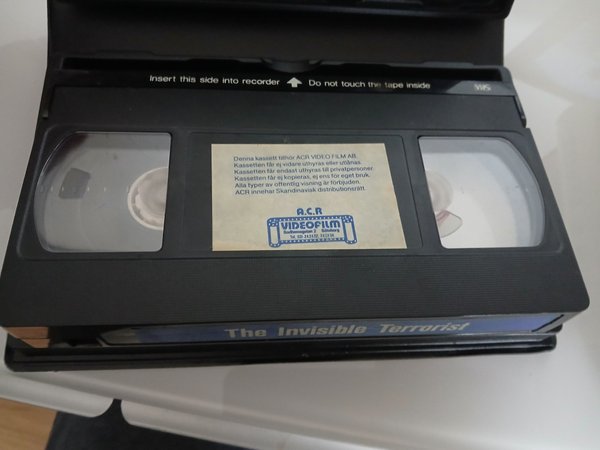 Insert this side into recorder Do not touch the tape inside VHS
Denna kassett tillhör ACR VIDEO FILM AB.
Kassetten får ej vidare uthyras eller utlånas.
Kassetten får endast uthyras till privatpersoner.
Kassetten får ej kopieras, ej ens för eget bruk.
Alla typer av offentlig visning är förbjuden.
ACR innehar Skandinavisk distributionsrätt.
A.C.R
VIDEOFILM
Göteborg
The Invisible Terrorist